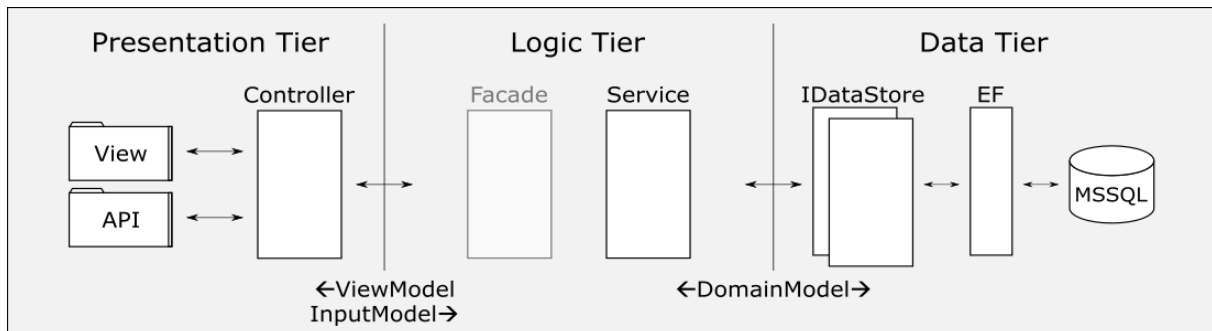 Presentation Tier
Logic Tier
Data Tier
Controller
Facade
Service
IDataStore
EF
View
API
MSSQL
←ViewModel
InputModel→
←DomainModel→